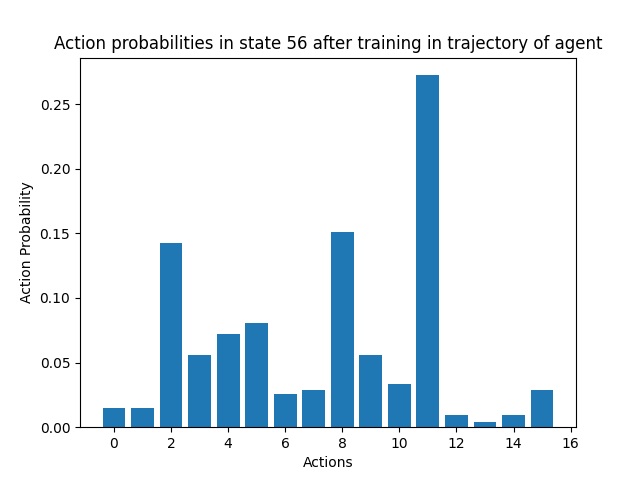 Action probabilities in state 56 after training in trajectory of agent
0.25
0.20
0.15
0.10
0.05
0.00
Action Probability
0 2 4 6 8 10 12 14 16
Actions